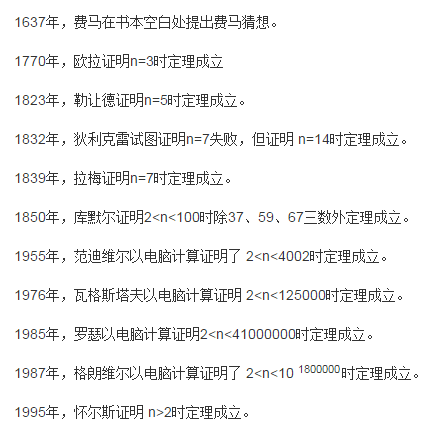 1637年，费马在书本空白处提出费马猜想。
1770年，欧拉证明n=3时定理成立
1823年，勒让德证明n=5时定理成立。
1832年，狄利克雷试图证明n=7失败，但证明 n=14时定理成立。
1839年，拉梅证明n=7时定理成立。
1850年，库默尔证明2<n<100时除37、59、67三数外定理成立。
1955年，范迪维尔以电脑计算证明了 2<n<4002时定理成立。
1976年，瓦格斯塔夫以电脑计算证明 2<n<125000时定理成立。
1985年，罗瑟以电脑计算证明2<n<41000000时定理成立。
1987年，格朗维尔以电脑计算证明了 2<n<10 1800000时定理成立。
1995年，怀尔斯证明 n>2时定理成立。